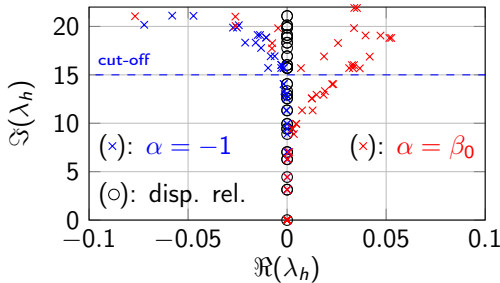 20
15
10
5
0
ℑ(λ_h)
cut-off
(×): α = −1
(×): α = β₀
(○): disp. rel.
−0.1 −0.05 0 0.05 0.1
ℜ(λ_h)